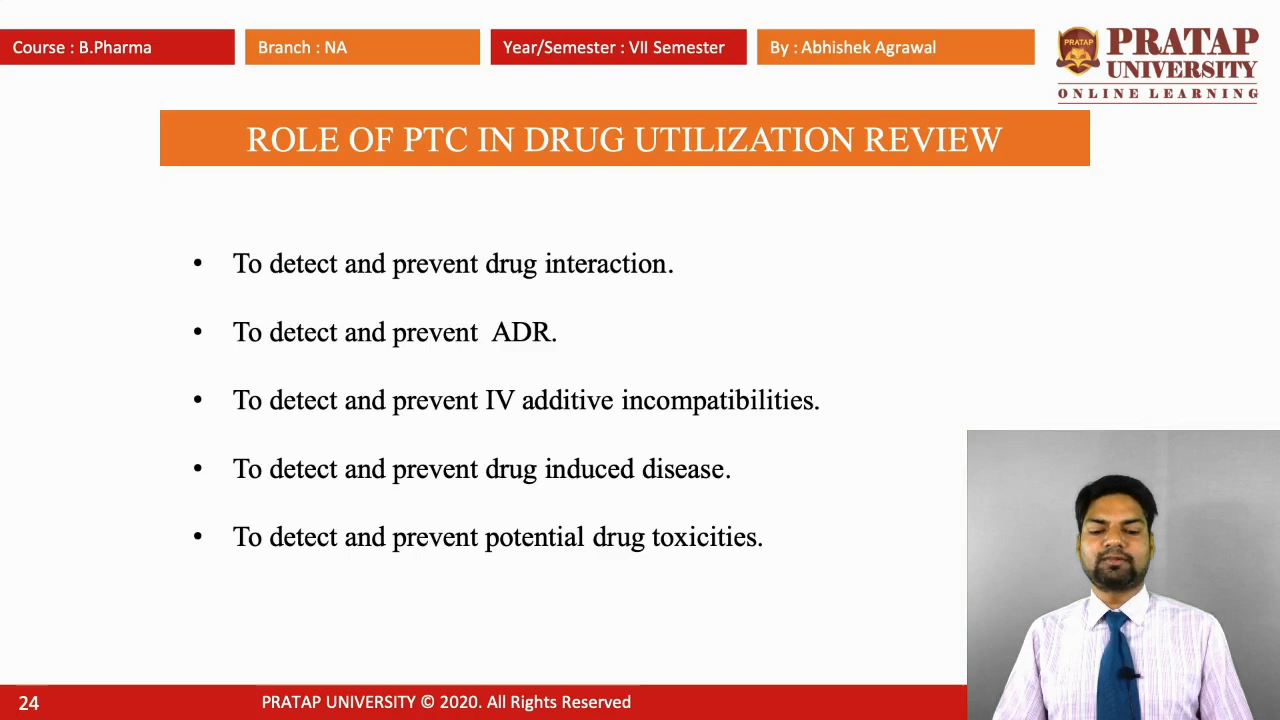 Course : B.Pharma
Branch : NA
Year/Semester : VII Semester
By : Abhishek Agrawal
PRATAP
PRATAP
UNIVERSITY
ONLINE LEARNING
ROLE OF PTC IN DRUG UTILIZATION REVIEW
• To detect and prevent drug interaction.
• To detect and prevent ADR.
• To detect and prevent IV additive incompatibilities.
• To detect and prevent drug induced disease.
• To detect and prevent potential drug toxicities.
24
PRATAP UNIVERSITY © 2020. All Rights Reserved